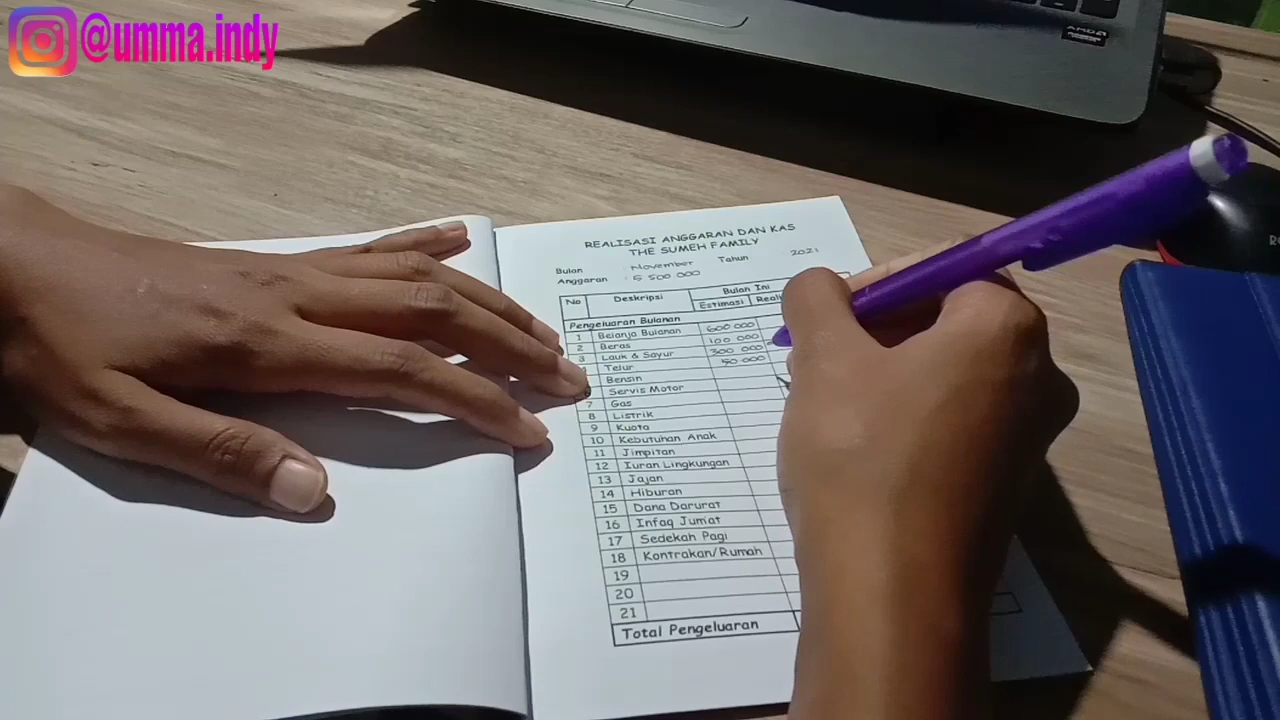 @umma.indy
AMDA
REALISASI ANGGARAN DAN KAS
THE SUMEH FAMILY
Bulan : November Tahun 2021
Anggaran : 5 500 000
No Deskripsi Bulan Ini
Estimasi
Pengeluaran Bulanan
1 Belanja Bulanan 600 000
2 Beras 100 000
3 Lauk & Sayur 300 000
Telur 50 000
Bensin
Servis Motor
7 Gas
8 Listrik
9 Kuota
10 Kebutuhan Anak
11 Jimpitan
12 Iuran Lingkungan
13 Jajan
14 Hiburan
15 Dana Darurat
16 Infaq Jum'at
17 Sedekah Pagi
18 Kontrakan/Rumah
19
20
21
Total Pengeluaran